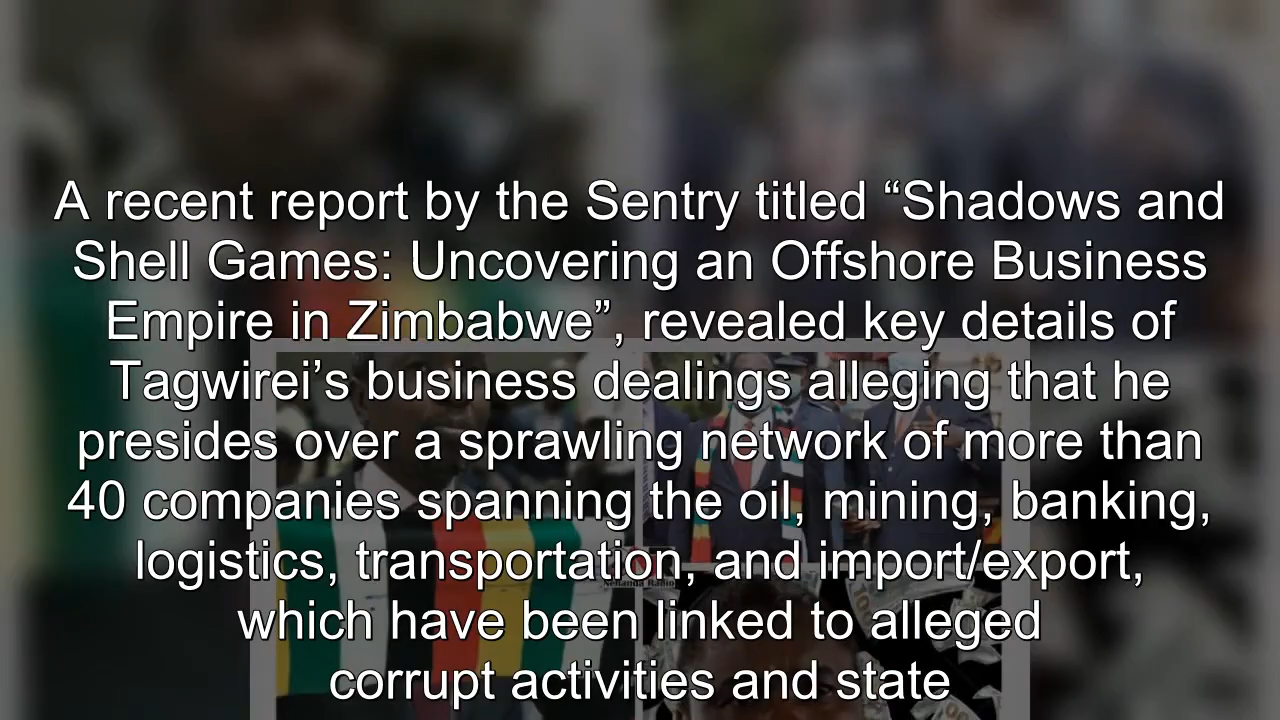 A recent report by the Sentry titled “Shadows and
Shell Games: Uncovering an Offshore Business
Empire in Zimbabwe”, revealed key details of
Tagwirei’s business dealings alleging that he
presides over a sprawling network of more than
40 companies spanning the oil, mining, banking,
logistics, transportation, and import/export,
which have been linked to alleged
corrupt activities and state